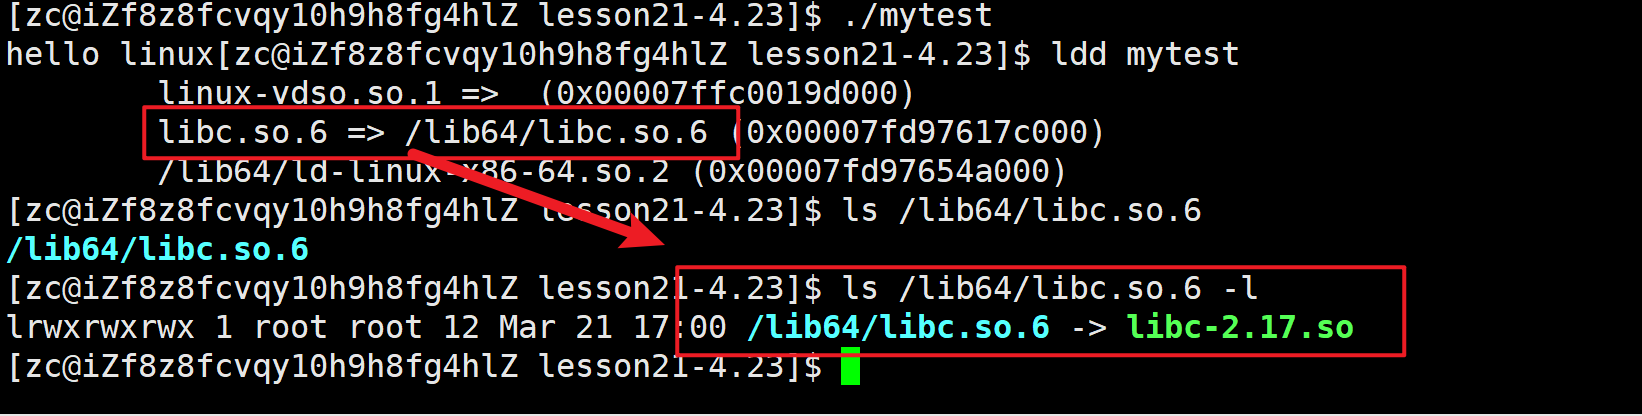 [zc@iZf8z8fcvqy10h9h8fg4hlZ lesson21-4.23]$ ./mytest
hello linux[zc@iZf8z8fcvqy10h9h8fg4hlZ lesson21-4.23]$ ldd mytest
linux-vdso.so.1 =>  (0x00007ffc0019d000)
libc.so.6 => /lib64/libc.so.6 (0x00007fd97617c000)
/lib64/ld-linux-x86-64.so.2 (0x00007fd97654a000)
[zc@iZf8z8fcvqy10h9h8fg4hlZ lesson21-4.23]$ ls /lib64/libc.so.6
/lib64/libc.so.6
[zc@iZf8z8fcvqy10h9h8fg4hlZ lesson21-4.23]$ ls /lib64/libc.so.6 -l
lrwxrwxrwx 1 root root 12 Mar 21 17:00 /lib64/libc.so.6 -> libc-2.17.so
[zc@iZf8z8fcvqy10h9h8fg4hlZ lesson21-4.23]$